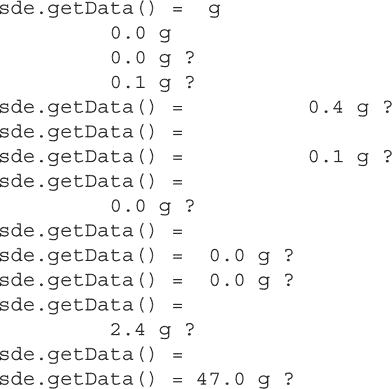 sde.getData() =  g
         0.0 g
         0.0 g ?
         0.1 g ?
sde.getData() =          0.4 g ?
sde.getData() =
sde.getData() =          0.1 g ?
sde.getData() =
         0.0 g ?
sde.getData() =
sde.getData() =  0.0 g ?
sde.getData() =  0.0 g ?
sde.getData() =
         2.4 g ?
sde.getData() =
sde.getData() = 47.0 g ?